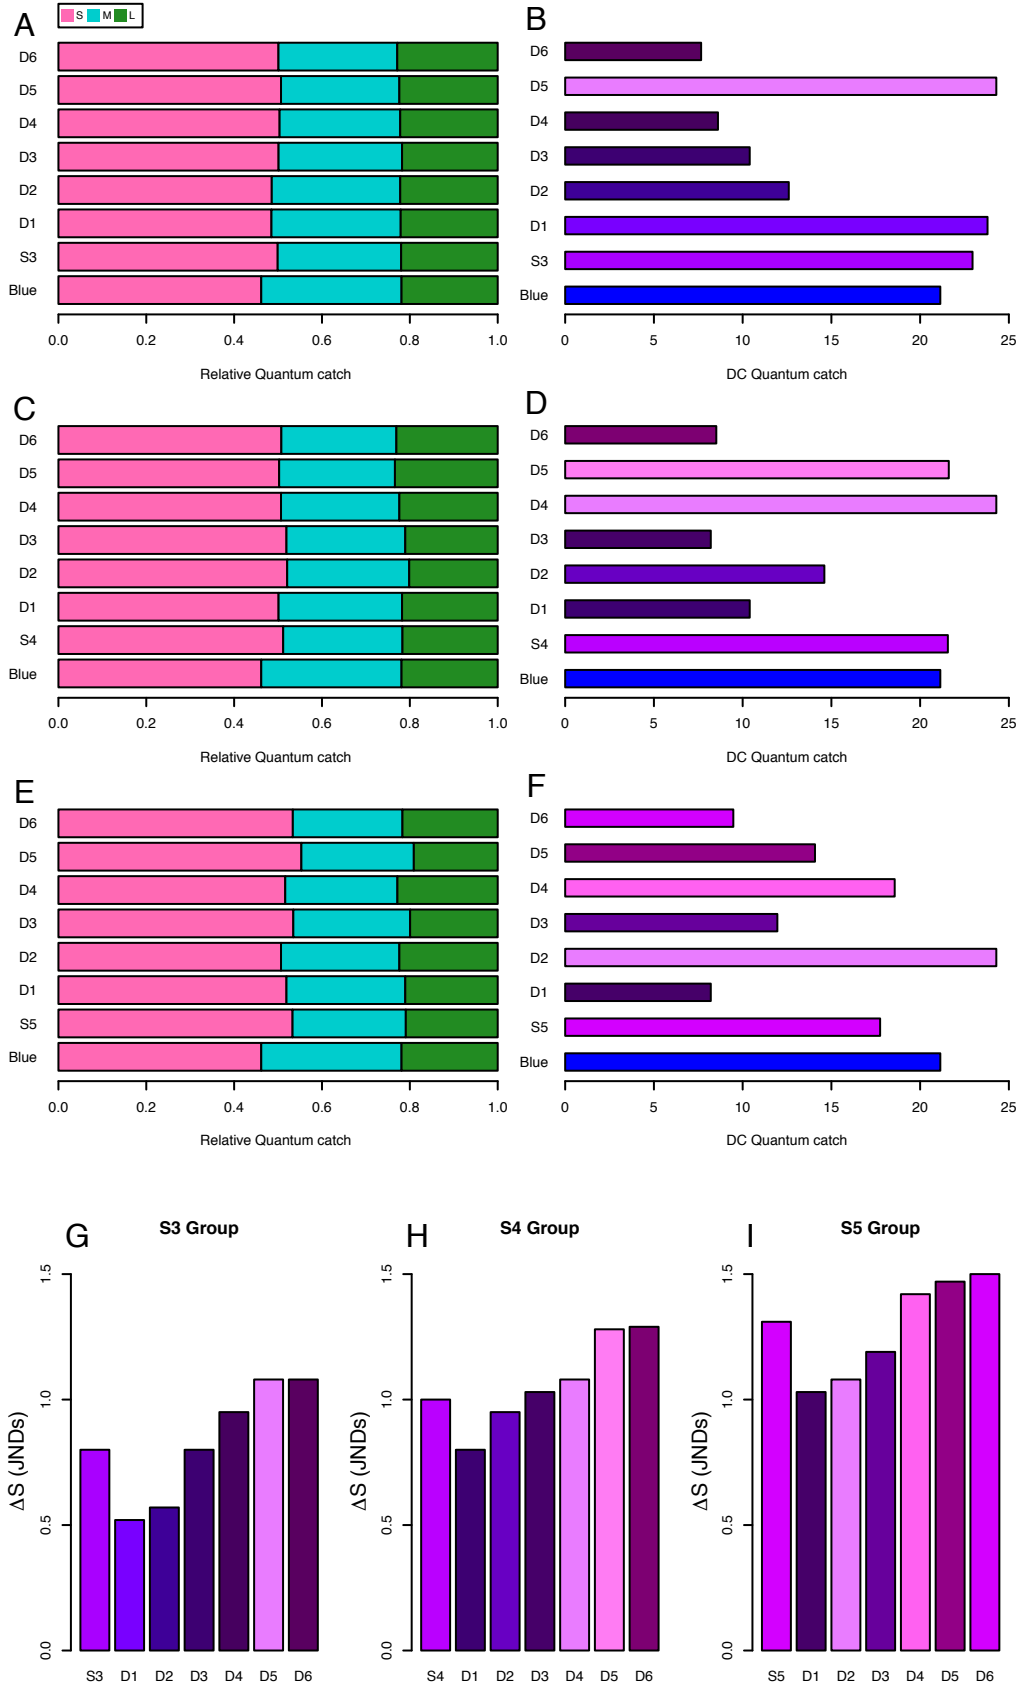 A
S M L
D6
D5
D4
D3
D2
D1
S3
Blue
0.0 0.2 0.4 0.6 0.8 1.0
Relative Quantum catch
B
D6
D5
D4
D3
D2
D1
S3
Blue
0 5 10 15 20 25
DC Quantum catch
C
D6
D5
D4
D3
D2
D1
S4
Blue
0.0 0.2 0.4 0.6 0.8 1.0
Relative Quantum catch
D
D6
D5
D4
D3
D2
D1
S4
Blue
0 5 10 15 20 25
DC Quantum catch
E
D6
D5
D4
D3
D2
D1
S5
Blue
0.0 0.2 0.4 0.6 0.8 1.0
Relative Quantum catch
F
D6
D5
D4
D3
D2
D1
S5
Blue
0 5 10 15 20 25
DC Quantum catch
G
S3 Group
1.5
1.0
0.5
0.0
ΔS (JNDs)
S3 D1 D2 D3 D4 D5 D6
H
S4 Group
1.5
1.0
0.5
0.0
ΔS (JNDs)
S4 D1 D2 D3 D4 D5 D6
I
S5 Group
1.5
1.0
0.5
0.0
ΔS (JNDs)
S5 D1 D2 D3 D4 D5 D6